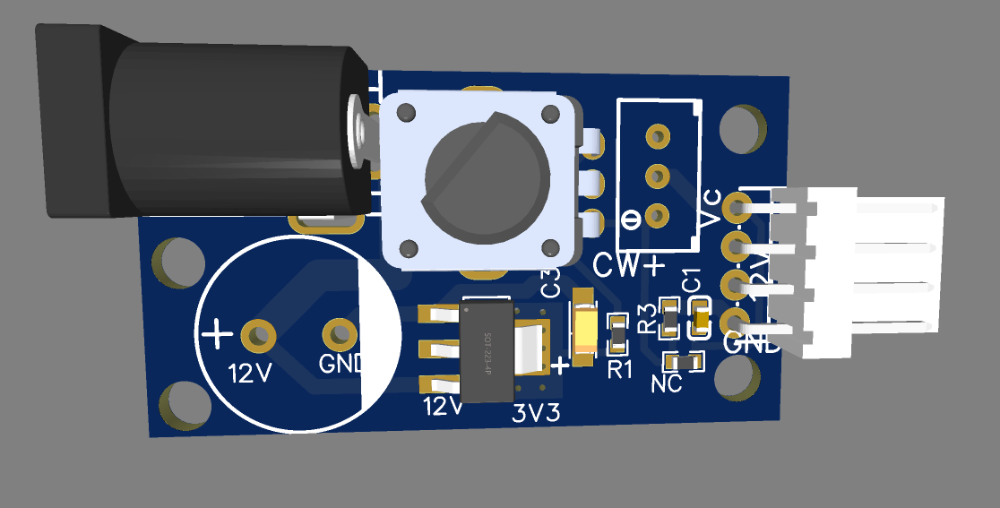 Vc
CW+
C3
C1
12V
R3
+
12V
GND
GND
SOT-223-4P
+
R1
NC
12V
3V3